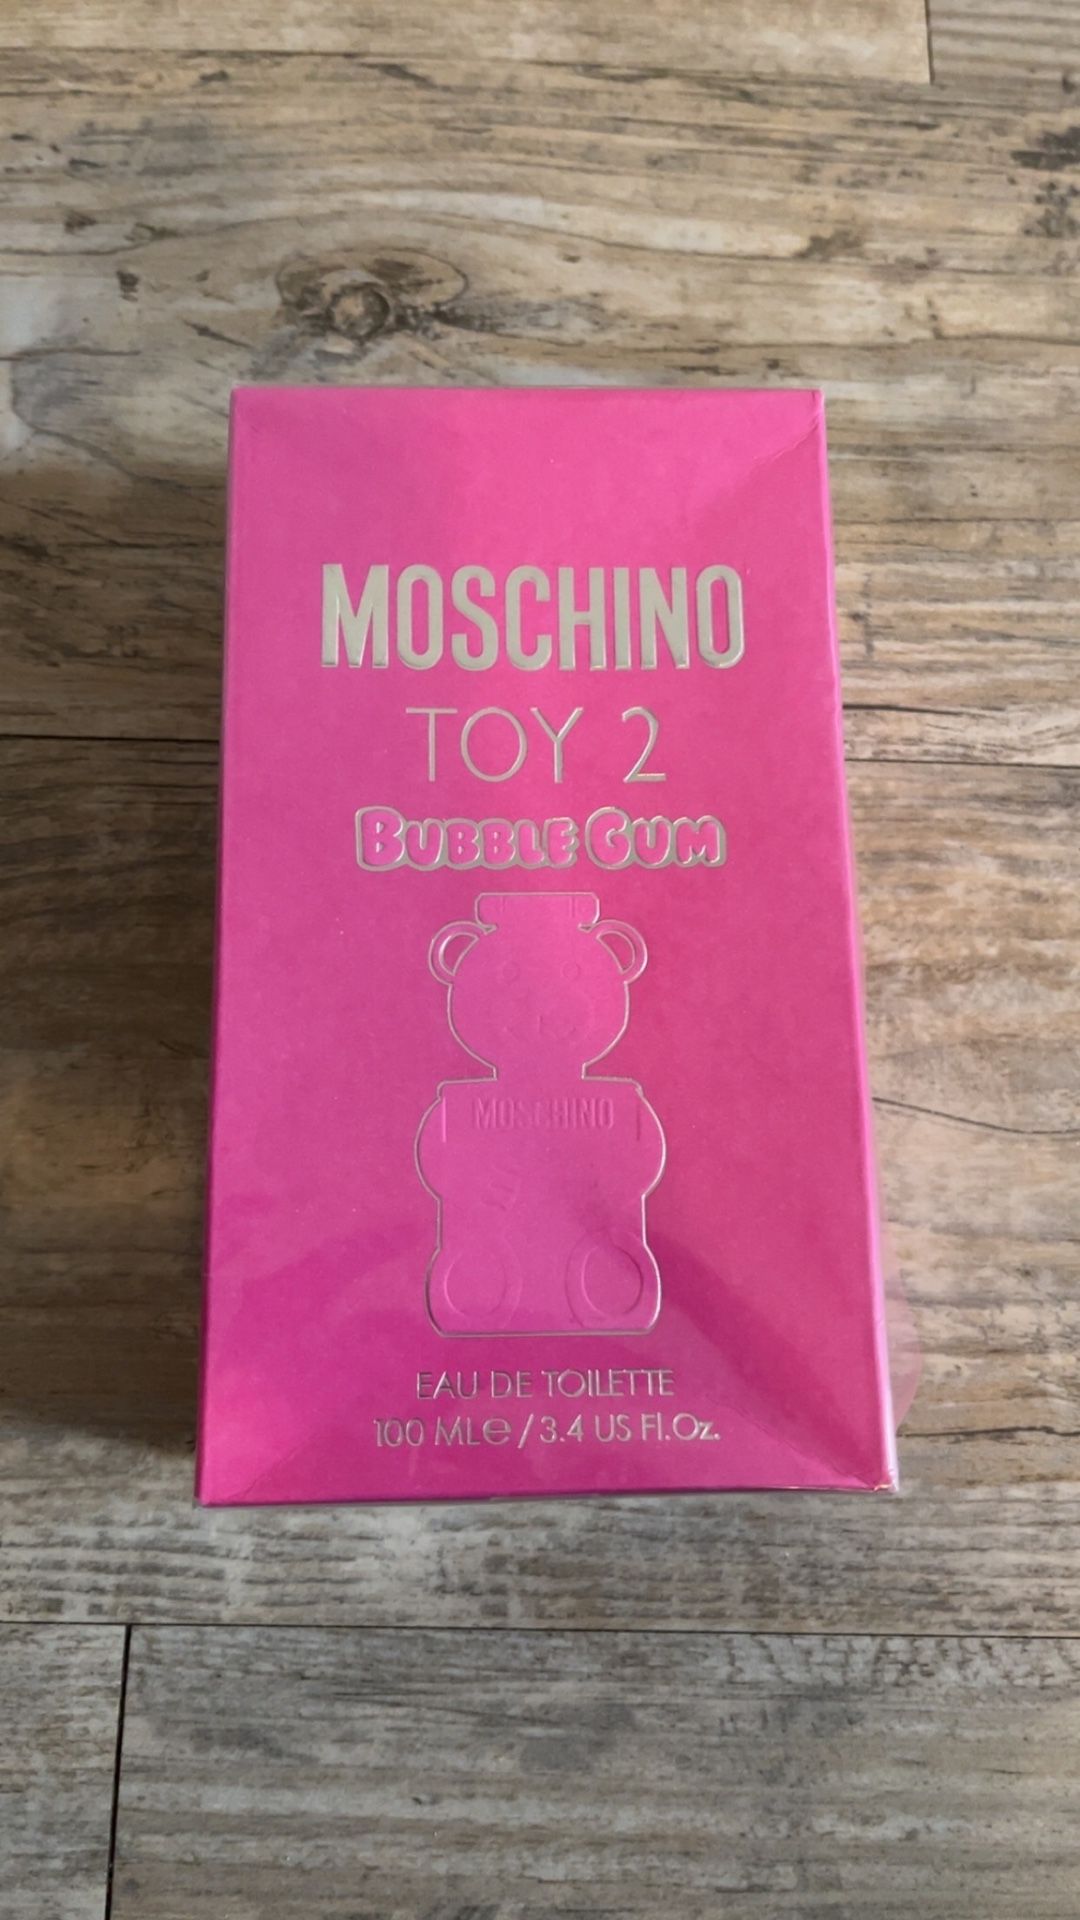 MOSCHINO
TOY 2
BUBBLE GUM
MOSCHINO
EAU DE TOILETTE
100 ML℮ / 3.4 US Fl.Oz.